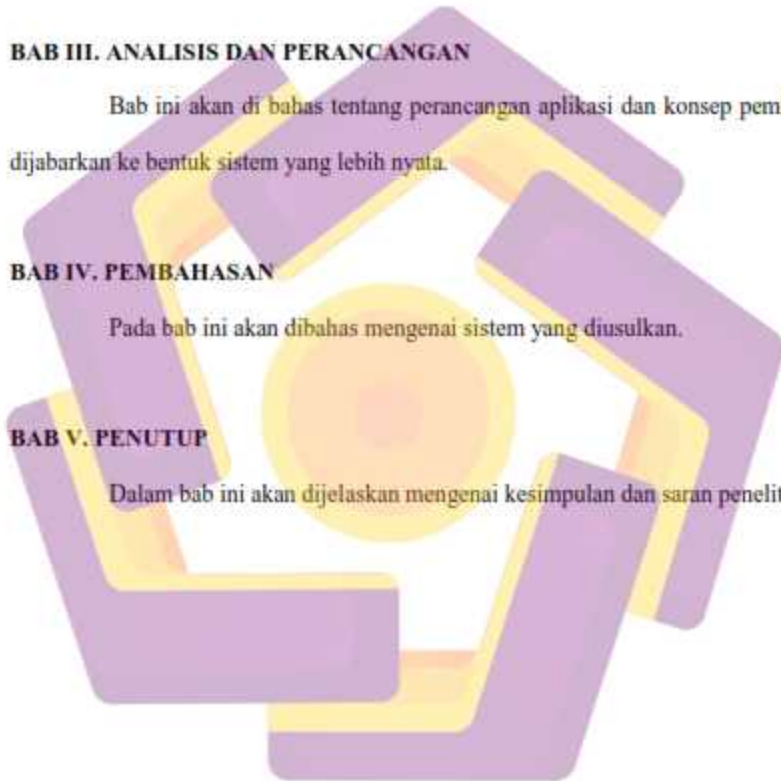 BAB III. ANALISIS DAN PERANCANGAN
Bab ini akan di bahas tentang perancangan aplikasi dan konsep
dijabarkan ke bentuk sistem yang lebih nyata.
BAB IV. PEMBAHASAN
Pada bab ini akan dibahas mengenai sistem yang diusulkan.
BAB V. PENUTUP
Dalam bab ini akan dijelaskan mengenai kesimpulan dan saran